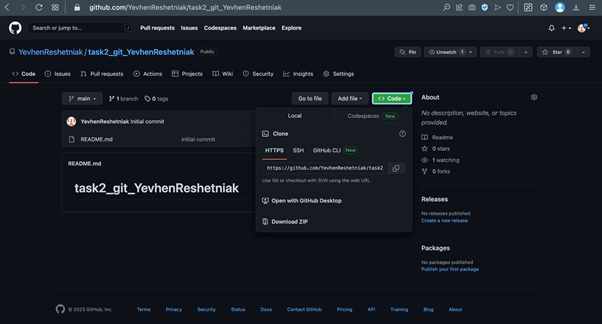 github.com/YevhenReshetniak/task2_git_YevhenReshetniak
Search or jump to...
/
Pull requests Issues Codespaces Marketplace Explore
YevhenReshetniak / task2_git_YevhenReshetniak Public
Pin Unwatch 1 Fork 0 Star 0
Code Issues Pull requests Actions Projects Wiki Security Insights Settings
main 1 branch 0 tags Go to file Add file Code
YevhenReshetniak Initial commit
README.md Initial commit
README.md
task2_git_YevhenReshetniak
Local Codespaces New
Clone
HTTPS SSH GitHub CLI New
https://github.com/YevhenReshetniak/task2
Use Git or checkout with SVN using the web URL.
Open with GitHub Desktop
Download ZIP
About
No description, website, or topics
provided.
Readme
0 stars
1 watching
0 forks
Releases
No releases published
Create a new release
Packages
No packages published
Publish your first package
© 2023 GitHub, Inc. Terms Privacy Security Status Docs Contact GitHub Pricing API Training Blog About